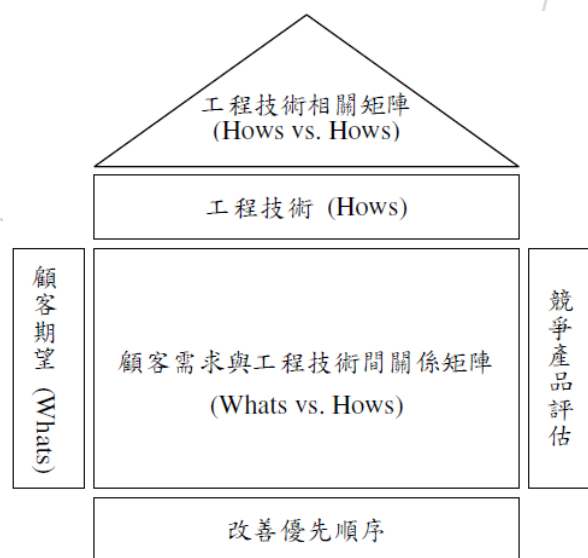 工程技術相關矩陣
(Hows vs. Hows)
工程技術 (Hows)
顧客期望 (Whats)
顧客需求與工程技術間關係矩陣
(Whats vs. Hows)
競爭產品評估
改善優先順序